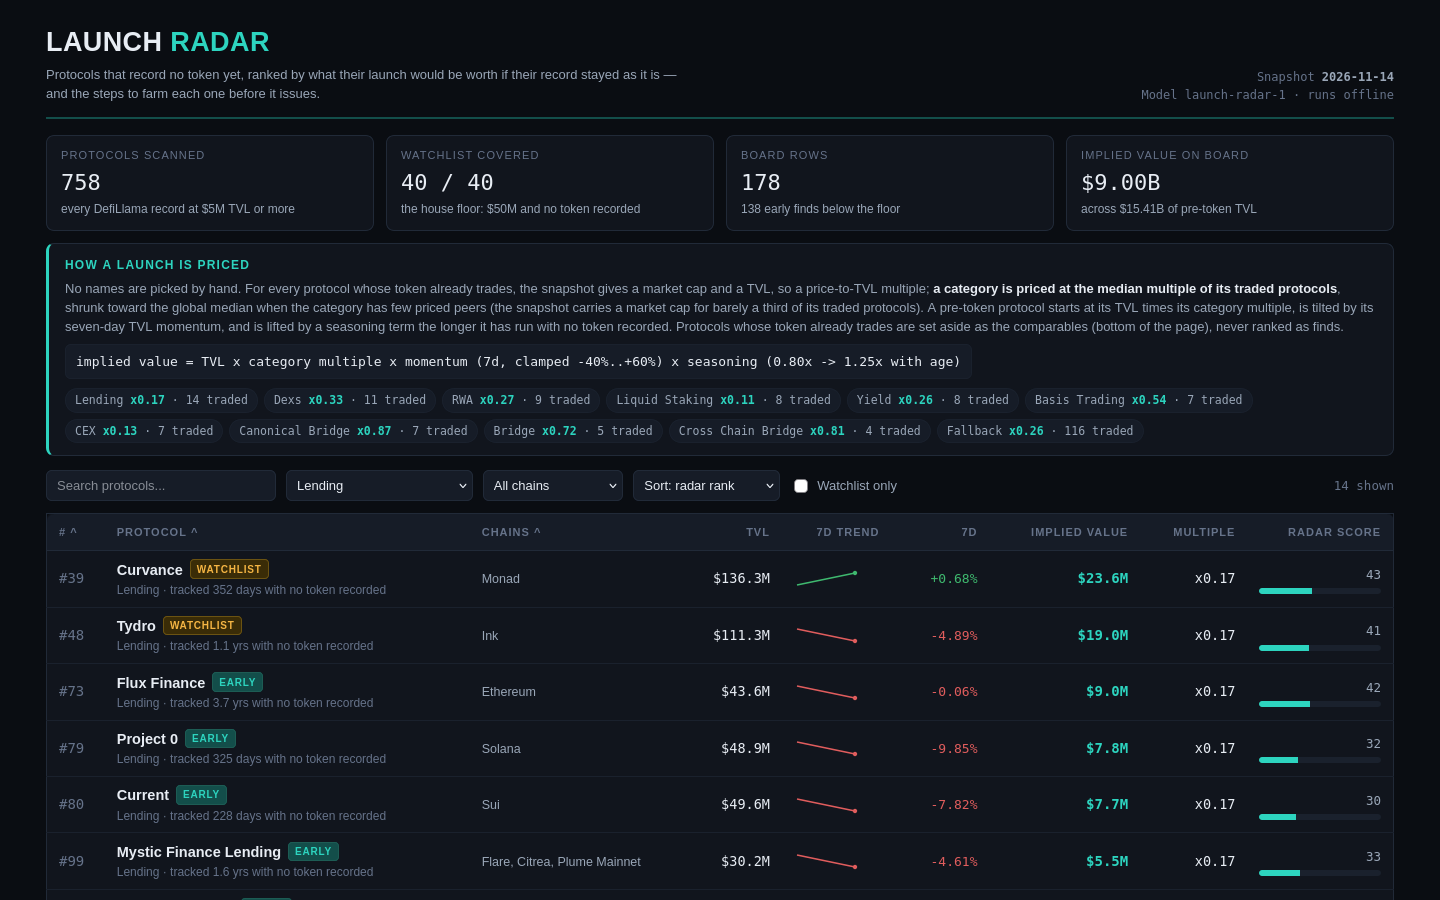 LAUNCH RADAR
Protocols that record no token yet, ranked by what their launch would be worth if their record stayed as it is —
and the steps to farm each one before it issues.
Snapshot 2026-11-14
Model launch-radar-1 · runs offline
PROTOCOLS SCANNED
758
every DefiLlama record at $5M TVL or more
WATCHLIST COVERED
40 / 40
the house floor: $50M and no token recorded
BOARD ROWS
178
138 early finds below the floor
IMPLIED VALUE ON BOARD
$9.00B
across $15.41B of pre-token TVL
HOW A LAUNCH IS PRICED
No names are picked by hand. For every protocol whose token already trades, the snapshot gives a market cap and a TVL, so a price-to-TVL multiple; a category is priced at the median multiple of its traded protocols,
shrunk toward the global median when the category has few priced peers (the snapshot carries a market cap for barely a third of its traded protocols). A pre-token protocol starts at its TVL times its category multiple, is tilted by its
seven-day TVL momentum, and is lifted by a seasoning term the longer it has run with no token recorded. Protocols whose token already trades are set aside as the comparables (bottom of the page), never ranked as finds.
implied value = TVL x category multiple x momentum (7d, clamped -40%..+60%) x seasoning (0.80x -> 1.25x with age)
Lending x0.17 · 14 traded Dexs x0.33 · 11 traded RWA x0.27 · 9 traded Liquid Staking x0.11 · 8 traded Yield x0.26 · 8 traded Basis Trading x0.54 · 7 traded
CEX x0.13 · 7 traded Canonical Bridge x0.87 · 7 traded Bridge x0.72 · 5 traded Cross Chain Bridge x0.81 · 4 traded Fallback x0.26 · 116 traded
Search protocols... Lending All chains Sort: radar rank Watchlist only 14 shown
# ^ PROTOCOL ^ CHAINS ^ TVL 7D TREND 7D IMPLIED VALUE MULTIPLE RADAR SCORE
#39 Curvance WATCHLIST Monad $136.3M +0.68% $23.6M x0.17 43
Lending · tracked 352 days with no token recorded
#48 Tydro WATCHLIST Ink $111.3M -4.89% $19.0M x0.17 41
Lending · tracked 1.1 yrs with no token recorded
#73 Flux Finance EARLY Ethereum $43.6M -0.06% $9.0M x0.17 42
Lending · tracked 3.7 yrs with no token recorded
#79 Project 0 EARLY Solana $48.9M -9.85% $7.8M x0.17 32
Lending · tracked 325 days with no token recorded
#80 Current EARLY Sui $49.6M -7.82% $7.7M x0.17 30
Lending · tracked 228 days with no token recorded
#99 Mystic Finance Lending EARLY Flare, Citrea, Plume Mainnet $30.2M -4.61% $5.5M x0.17 33
Lending · tracked 1.6 yrs with no token recorded